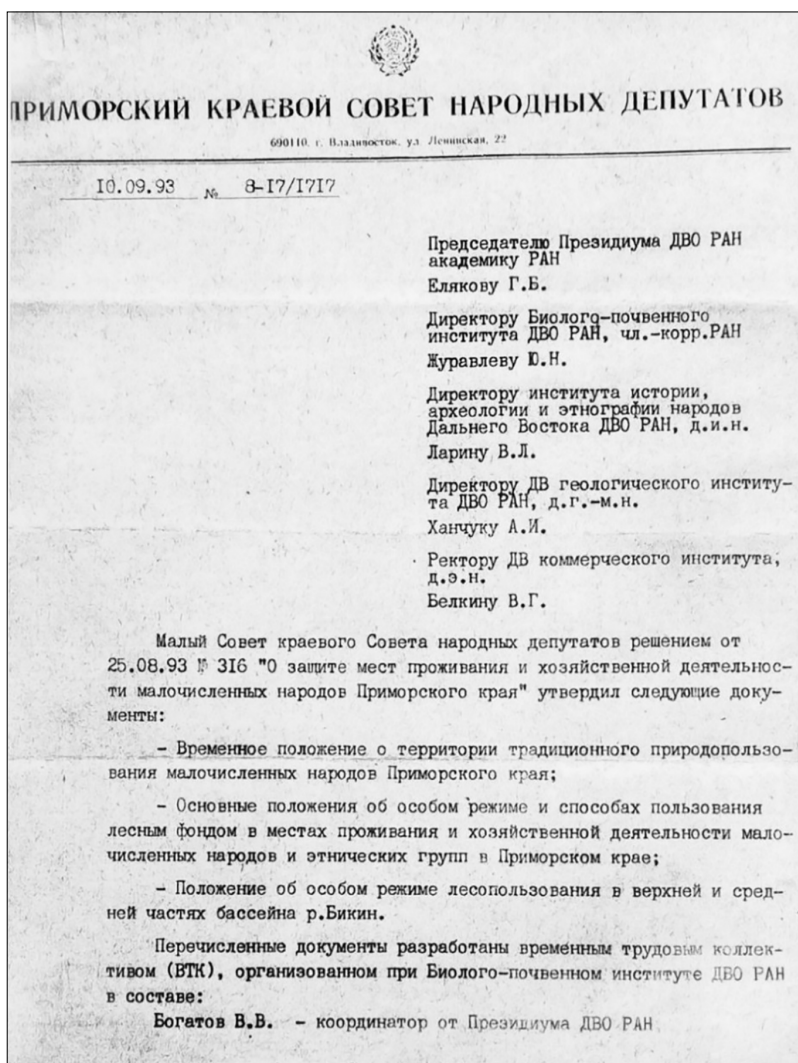 ПРИМОРСКИЙ КРАЕВОЙ СОВЕТ НАРОДНЫХ ДЕПУТАТОВ
690110, г. Владивосток, ул. Ленинская, 22
10.09.93 № 8-17/1717
Председателю Президиума ДВО РАН
академику РАН
Елякову Г.Б.
Директору Биолого-почвенного
института ДВО РАН, чл.-корр.РАН
Журавлеву Ю.Н.
Директору института истории,
археологии и этнографии народов
Дальнего Востока ДВО РАН, д.и.н.
Ларину В.Л.
Директору ДВ геологического институ-
та ДВО РАН, д.г.-м.н.
Ханчуку А.И.
Ректору ДВ коммерческого института,
д.э.н.
Белкину В.Г.
Малый Совет краевого Совета народных депутатов решением от
25.08.93 № 316 "О защите мест проживания и хозяйственной деятельнос-
ти малочисленных народов Приморского края" утвердил следующие доку-
менты:
- Временное положение о территории традиционного природопользо-
вания малочисленных народов Приморского края;
- Основные положения об особом режиме и способах пользования
лесным фондом в местах проживания и хозяйственной деятельности мало-
численных народов и этнических групп в Приморском крае;
- Положение об особом режиме лесопользования в верхней и сред-
ней частях бассейна р.Бикин.
Перечисленные документы разработаны временным трудовым коллек-
тивом (ВТК), организованном при Биолого-почвенном институте ДВО РАН
в составе:
Богатов В.В. - координатор от Президиума ДВО РАН